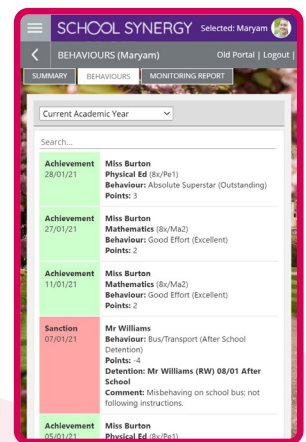 SCHOOL SYNERGY Selected: Maryam
BEHAVIOURS (Maryam) Old Portal | Logout |
SUMMARY BEHAVIOURS MONITORING REPORT
Current Academic Year
Search...
Achievement Miss Burton
28/01/21 Physical Ed (8x/Pe1)
Behaviour: Absolute Superstar (Outstanding)
Points: 3
Achievement Miss Burton
27/01/21 Mathematics (8x/Ma2)
Behaviour: Good Effort (Excellent)
Points: 2
Achievement Miss Burton
11/01/21 Mathematics (8x/Ma2)
Behaviour: Good Effort (Excellent)
Points: 2
Sanction Mr Williams
07/01/21 Behaviour: Bus/Transport (After School
Detention)
Points: -4
Detention: Mr Williams (RW) 08/01 After
School
Comment: Misbehaving on school bus; not
following instructions.
Achievement Miss Burton
05/01/21 Physical Ed (8x/Pe1)